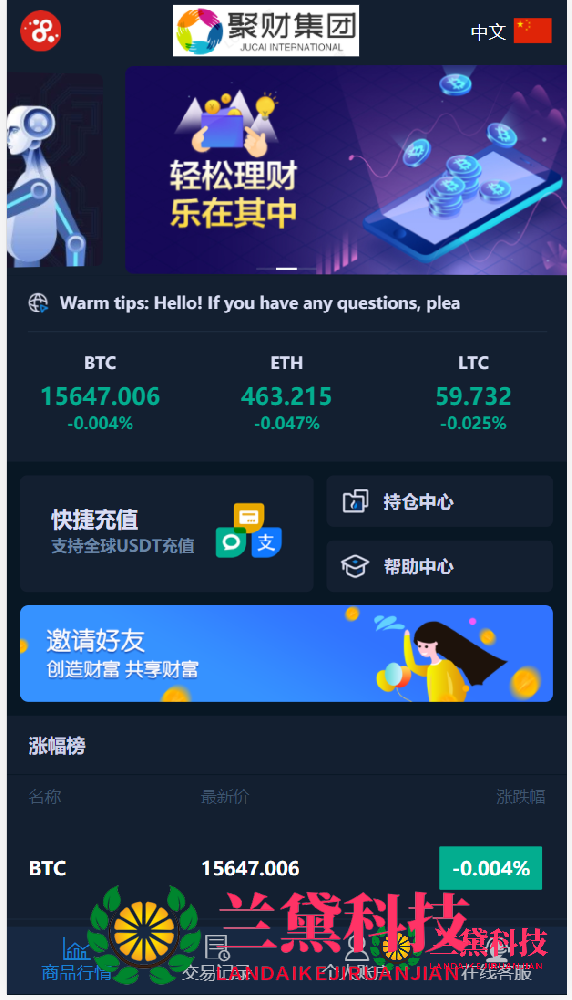 聚财集团
JUCAI INTERNATIONAL
中文
轻松理财
乐在其中
Warm tips: Hello! If you have any questions, plea
BTC ETH LTC
15647.006 463.215 59.732
-0.004% -0.047% -0.025%
快捷充值
支持全球USDT充值
支
持仓中心
帮助中心
邀请好友
创造财富 共享财富
涨幅榜
名称 最新价 涨跌幅
BTC 15647.006 -0.004%
兰黛科技
LANDAIKEJIYUANJIAN
兰黛科技
商品行情 交易记录 个人账户 在线客服